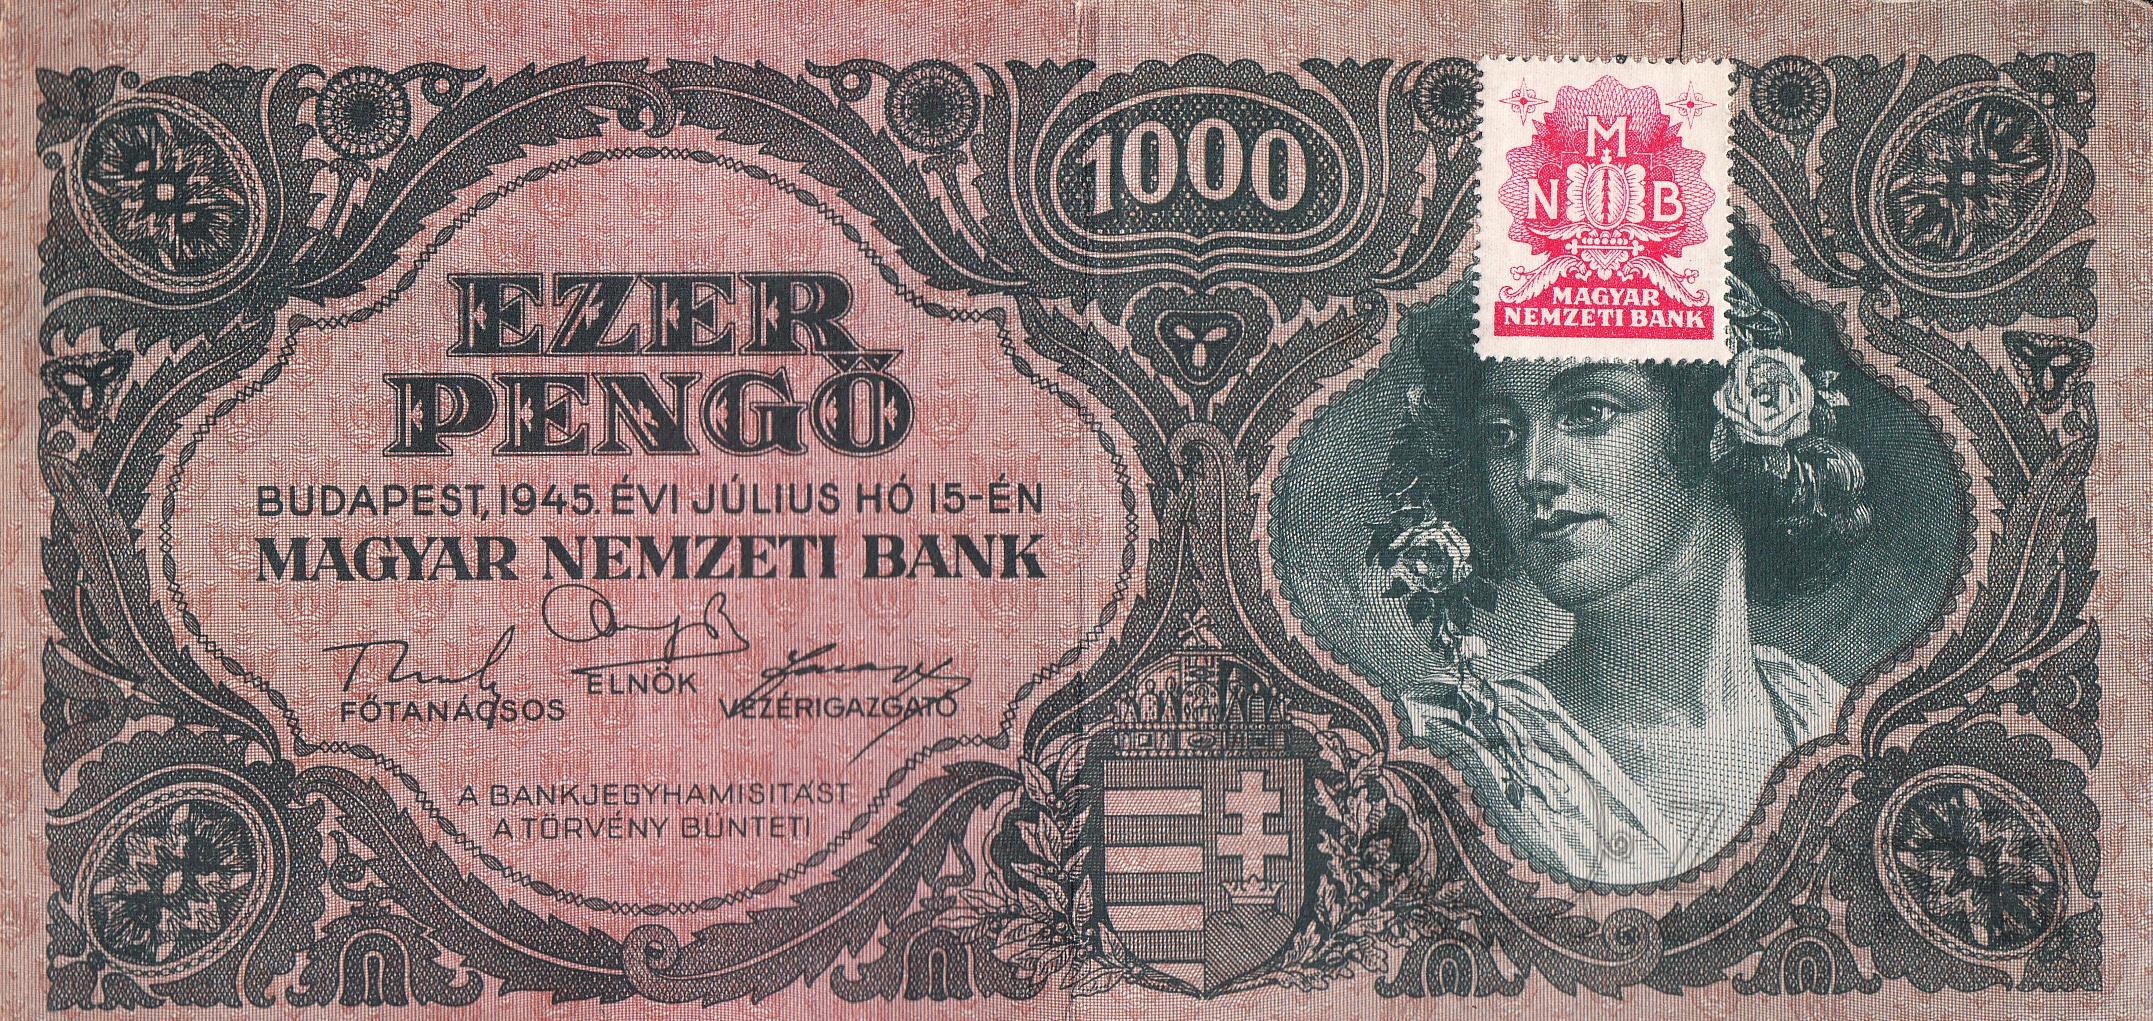 1000
M
N B
MAGYAR
NEMZETI BANK
EZER
PENGŐ
BUDAPEST, 1945. ÉVI JÚLIUS HÓ 15-ÉN
MAGYAR NEMZETI BANK
FŐTANÁCSOS
ELNÖK
VEZÉRIGAZGATÓ
A BANKJEGYHAMISITÁST
A TÖRVÉNY BÜNTETI